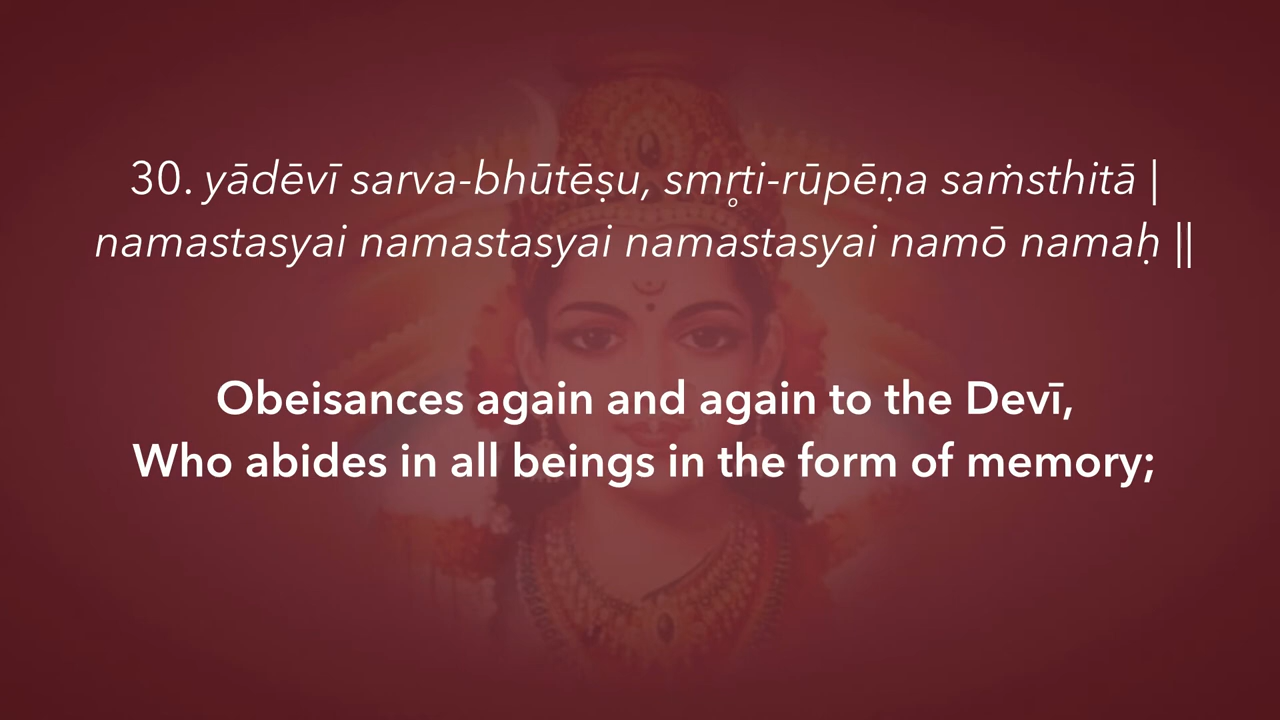 30. yādēvī sarva-bhūtēṣu, smr̥ti-rūpēṇa saṁsthitā |
namastasyai namastasyai namastasyai namō namaḥ ||
Obeisances again and again to the Devī,
Who abides in all beings in the form of memory;